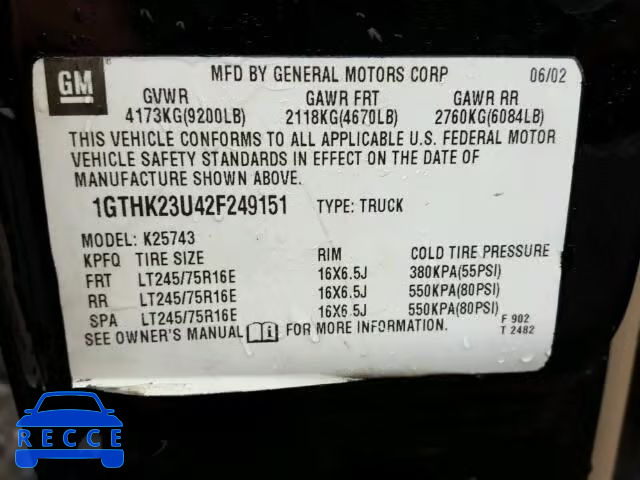 GM
MFD BY GENERAL MOTORS CORP 06/02
GVWR GAWR FRT GAWR RR
4173KG(9200LB) 2118KG(4670LB) 2760KG(6084LB)
THIS VEHICLE CONFORMS TO ALL APPLICABLE U.S. FEDERAL MOTOR
VEHICLE SAFETY STANDARDS IN EFFECT ON THE DATE OF
MANUFACTURE SHOWN ABOVE.
1GTHK23U42F249151 TYPE: TRUCK
MODEL: K25743
KPFQ TIRE SIZE RIM COLD TIRE PRESSURE
FRT LT245/75R16E 16X6.5J 380KPA(55PSI)
RR LT245/75R16E 16X6.5J 550KPA(80PSI)
SPA LT245/75R16E 16X6.5J 550KPA(80PSI)
SEE OWNER'S MANUAL FOR MORE INFORMATION.
F 902
T 2482
RECCE